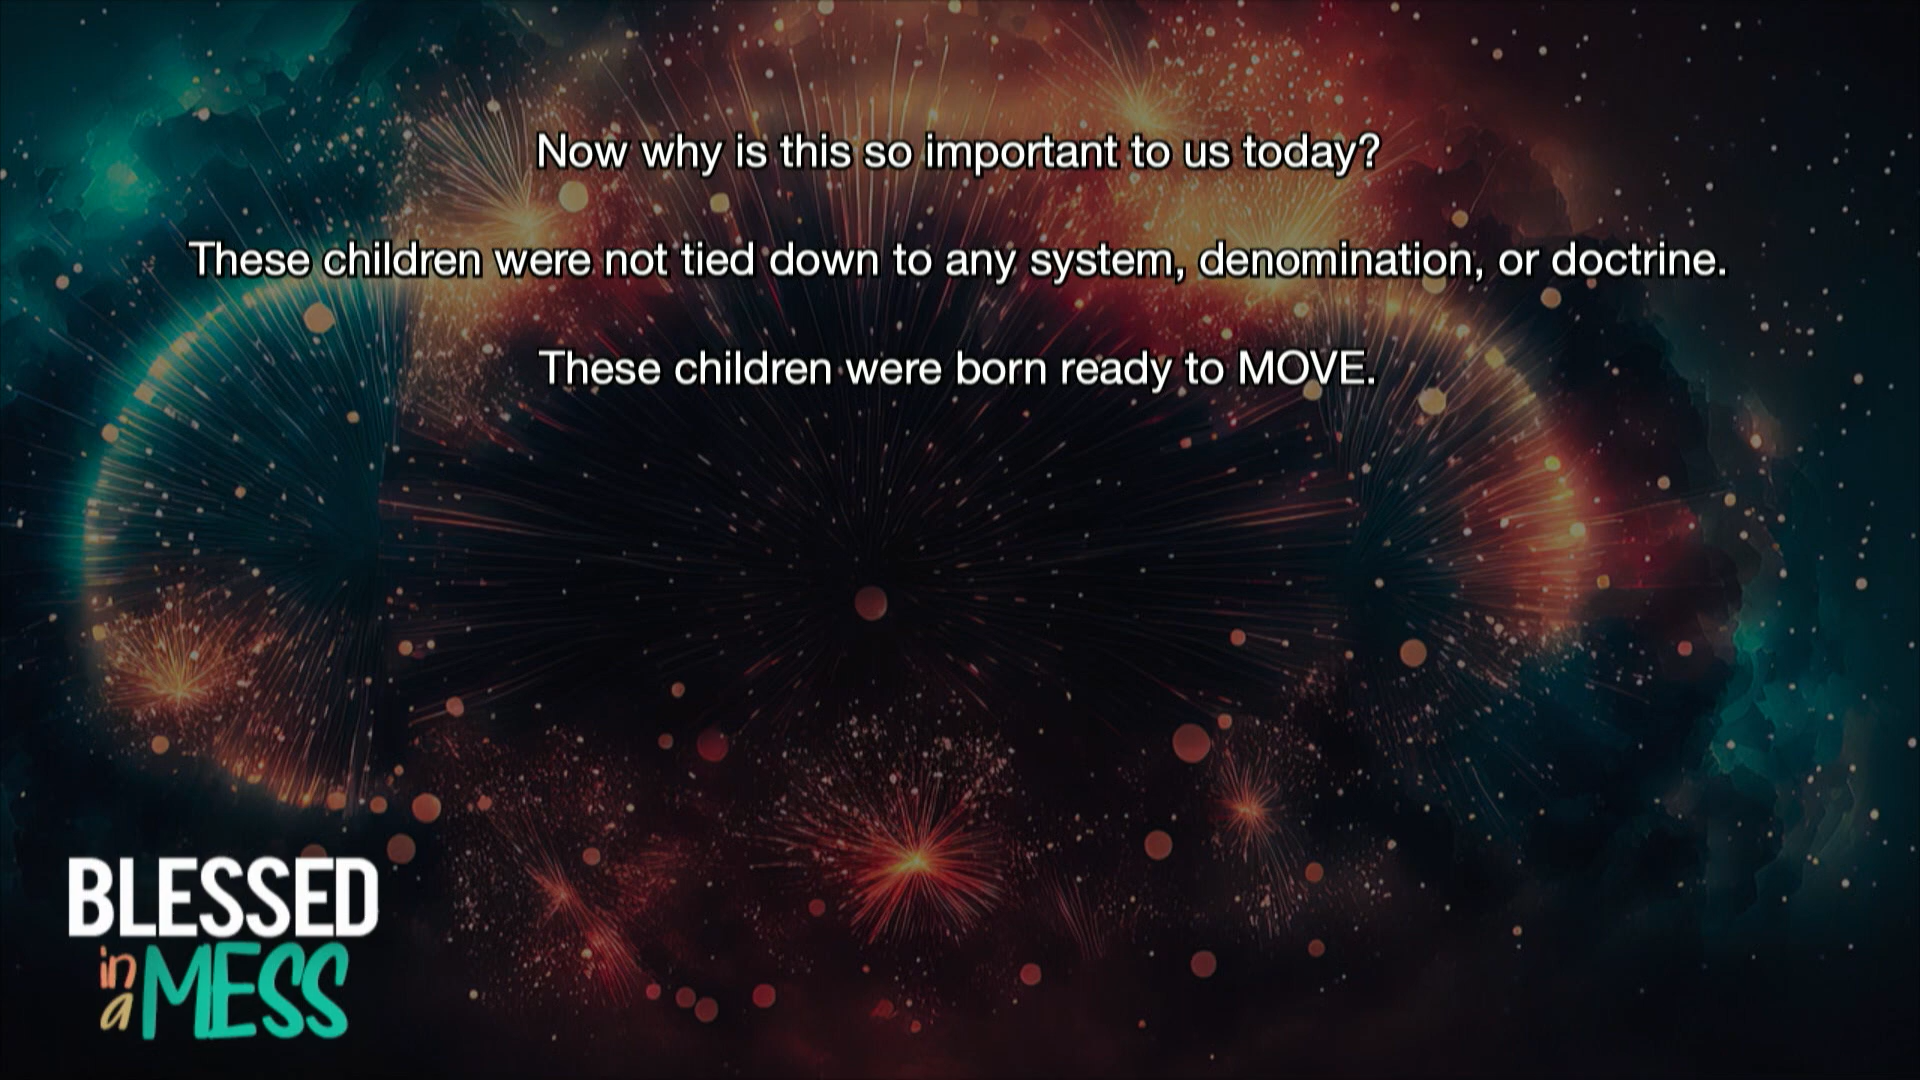 Now why is this so important to us today?
These children were not tied down to any system, denomination, or doctrine.
These children were born ready to MOVE.
BLESSED
in a MESS